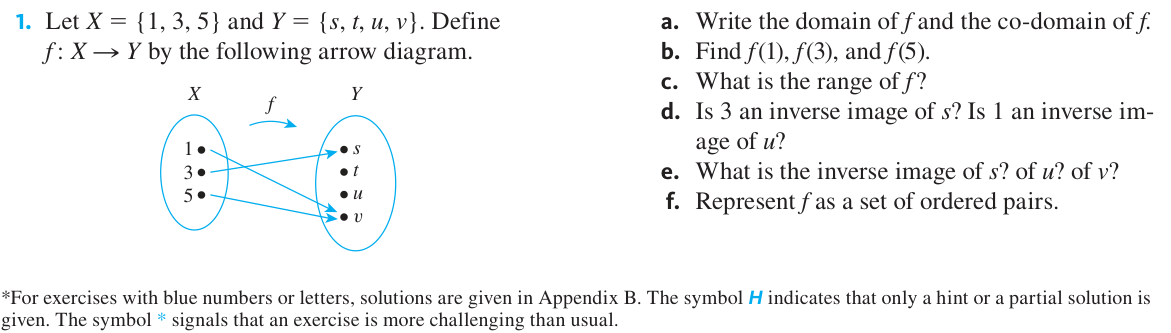 1. Let X = {1, 3, 5} and Y = {s, t, u, v}. Define
f: X → Y by the following arrow diagram.
X
f
Y
1
3
5
s
t
u
v
a. Write the domain of f and the co-domain of f.
b. Find f(1), f(3), and f(5).
c. What is the range of f?
d. Is 3 an inverse image of s? Is 1 an inverse im-
age of u?
e. What is the inverse image of s? of u? of v?
f. Represent f as a set of ordered pairs.
*For exercises with blue numbers or letters, solutions are given in Appendix B. The symbol H indicates that only a hint or a partial solution is
given. The symbol * signals that an exercise is more challenging than usual.